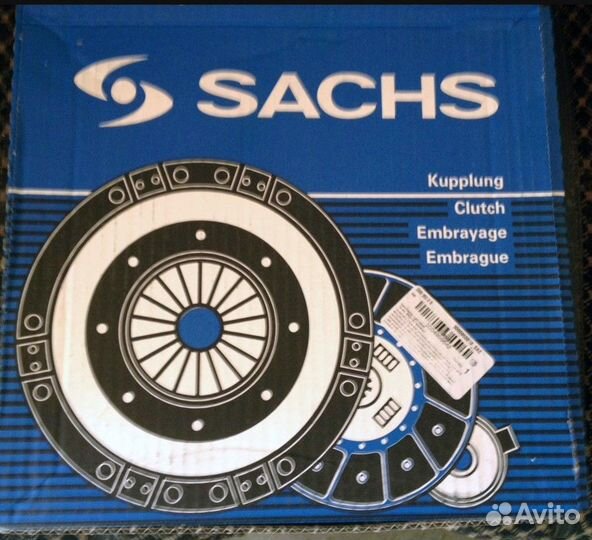 SACHS
Kupplung
Clutch
Embrayage
Embrague
Avito